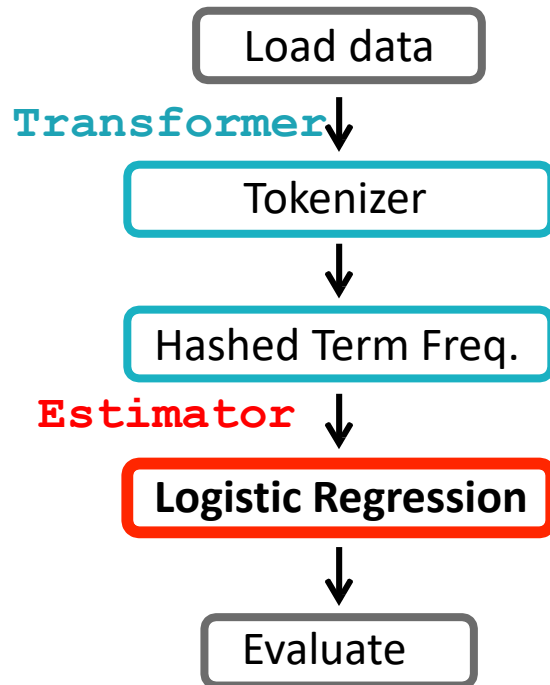 Load data
Transformer
Tokenizer
Hashed Term Freq.
Estimator
Logistic Regression
Evaluate